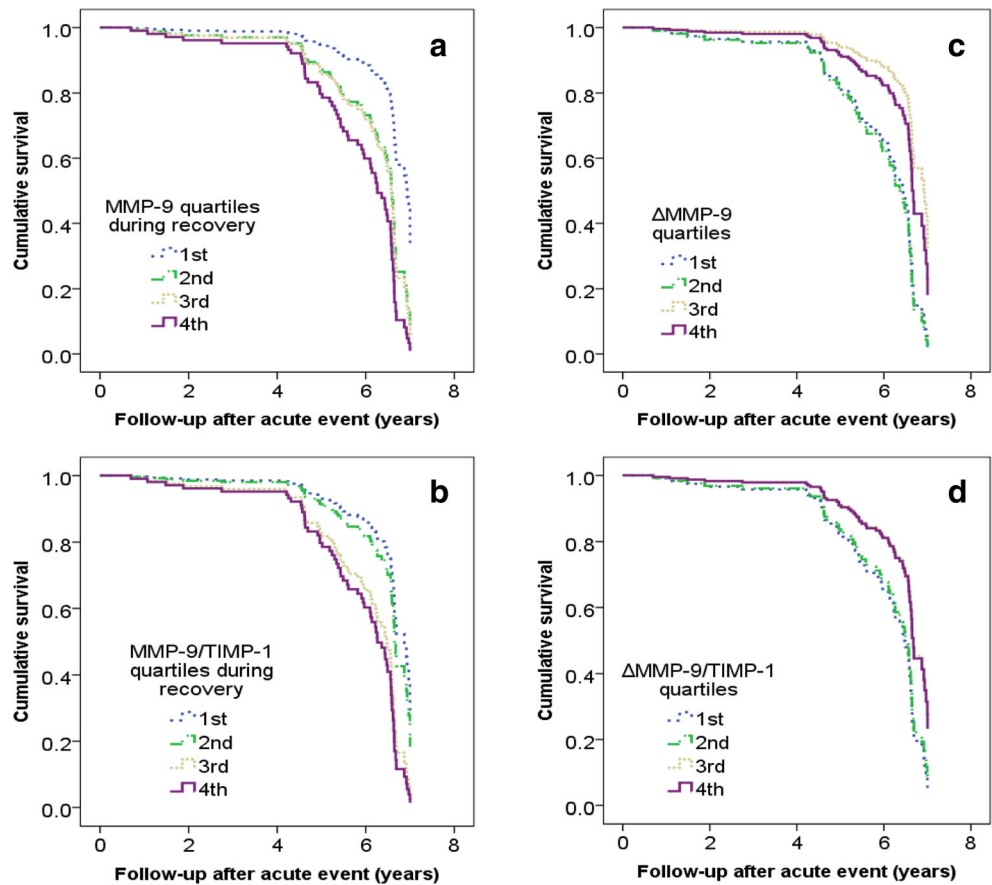 a
1.0
0.8
0.6
0.4
0.2
0.0
Cumulative survival
MMP-9 quartiles
during recovery
1st
2nd
3rd
4th
0
2
4
6
8
Follow-up after acute event (years)
c
1.0
0.8
0.6
0.4
0.2
0.0
Cumulative survival
ΔMMP-9
quartiles
1st
2nd
3rd
4th
0
2
4
6
8
Follow-up after acute event (years)
b
1.0
0.8
0.6
0.4
0.2
0.0
Cumulative survival
MMP-9/TIMP-1
quartiles during
recovery
1st
2nd
3rd
4th
0
2
4
6
8
Follow-up after acute event (years)
d
1.0
0.8
0.6
0.4
0.2
0.0
Cumulative survival
ΔMMP-9/TIMP-1
quartiles
1st
2nd
3rd
4th
0
2
4
6
8
Follow-up after acute event (years)